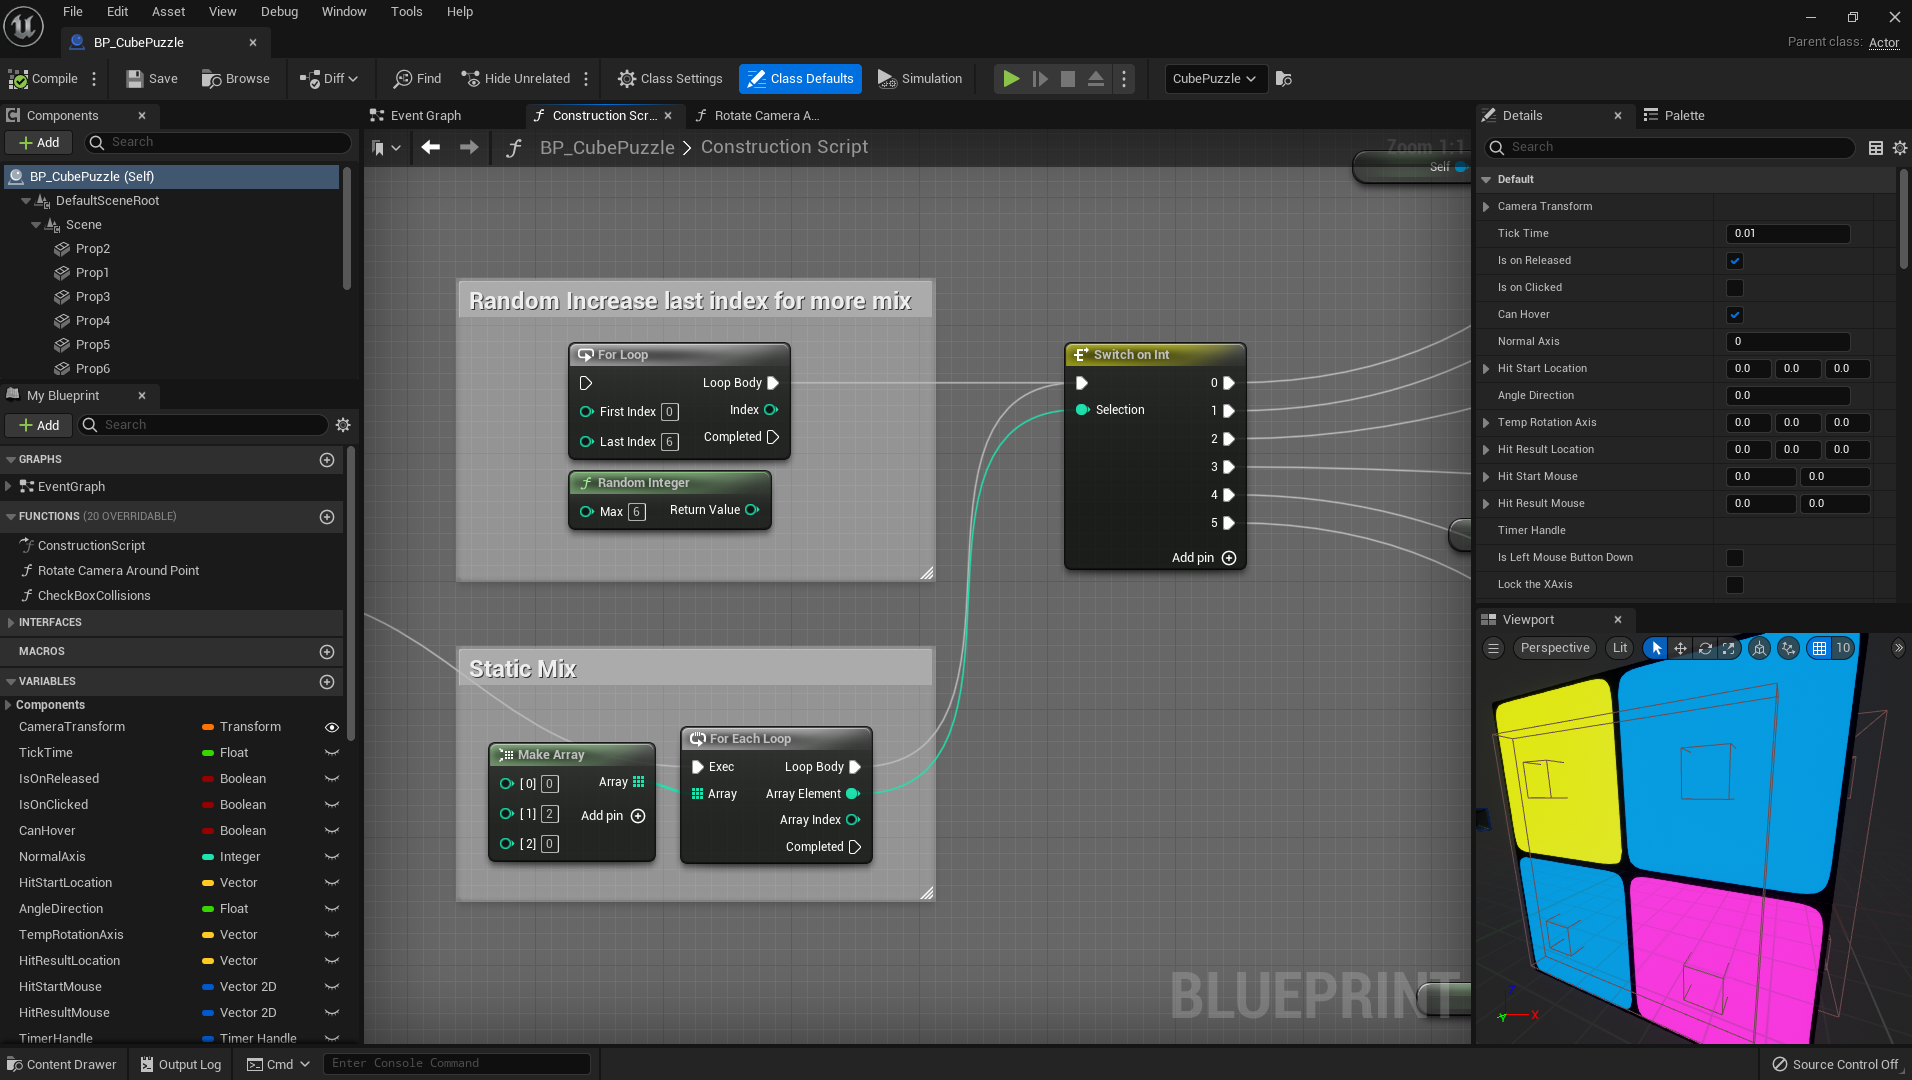 File Edit Asset View Debug Window Tools Help
BP_CubePuzzle
Parent class: Actor
Compile Save Browse Diff Find Hide Unrelated Class Settings Class Defaults Simulation CubePuzzle
Components
Add Search
BP_CubePuzzle (Self)
DefaultSceneRoot
Scene
Prop2
Prop1
Prop3
Prop4
Prop5
Prop6
My Blueprint
Add Search
GRAPHS
EventGraph
FUNCTIONS (20 OVERRIDABLE)
ConstructionScript
Rotate Camera Around Point
CheckBoxCollisions
INTERFACES
MACROS
VARIABLES
Components
CameraTransform Transform
TickTime Float
IsOnReleased Boolean
IsOnClicked Boolean
CanHover Boolean
NormalAxis Integer
HitStartLocation Vector
AngleDirection Float
TempRotationAxis Vector
HitResultLocation Vector
HitStartMouse Vector 2D
HitResultMouse Vector 2D
TimerHandle Timer Handle
Event Graph Construction Scr... Rotate Camera A...
BP_CubePuzzle > Construction Script
Zoom 1:1
Self
Random Increase last index for more mix
For Loop
Loop Body
First Index 0 Index
Last Index 6 Completed
Random Integer
Max 6 Return Value
Switch on Int
0
Selection 1
2
3
4
5
Add pin
Static Mix
Make Array
[0] 0 Array
[1] 2 Add pin
[2] 0
For Each Loop
Exec Loop Body
Array Array Element
Array Index
Completed
BLUEPRINT
Details Palette
Search
Default
Camera Transform
Tick Time 0.01
Is on Released
Is on Clicked
Can Hover
Normal Axis 0
Hit Start Location 0.0 0.0 0.0
Angle Direction 0.0
Temp Rotation Axis 0.0 0.0 0.0
Hit Result Location 0.0 0.0 0.0
Hit Start Mouse 0.0 0.0
Hit Result Mouse 0.0 0.0
Timer Handle
Is Left Mouse Button Down
Lock the XAxis
Viewport
Perspective Lit 10
Z
Y X
Content Drawer Output Log Cmd Enter Console Command Source Control Off